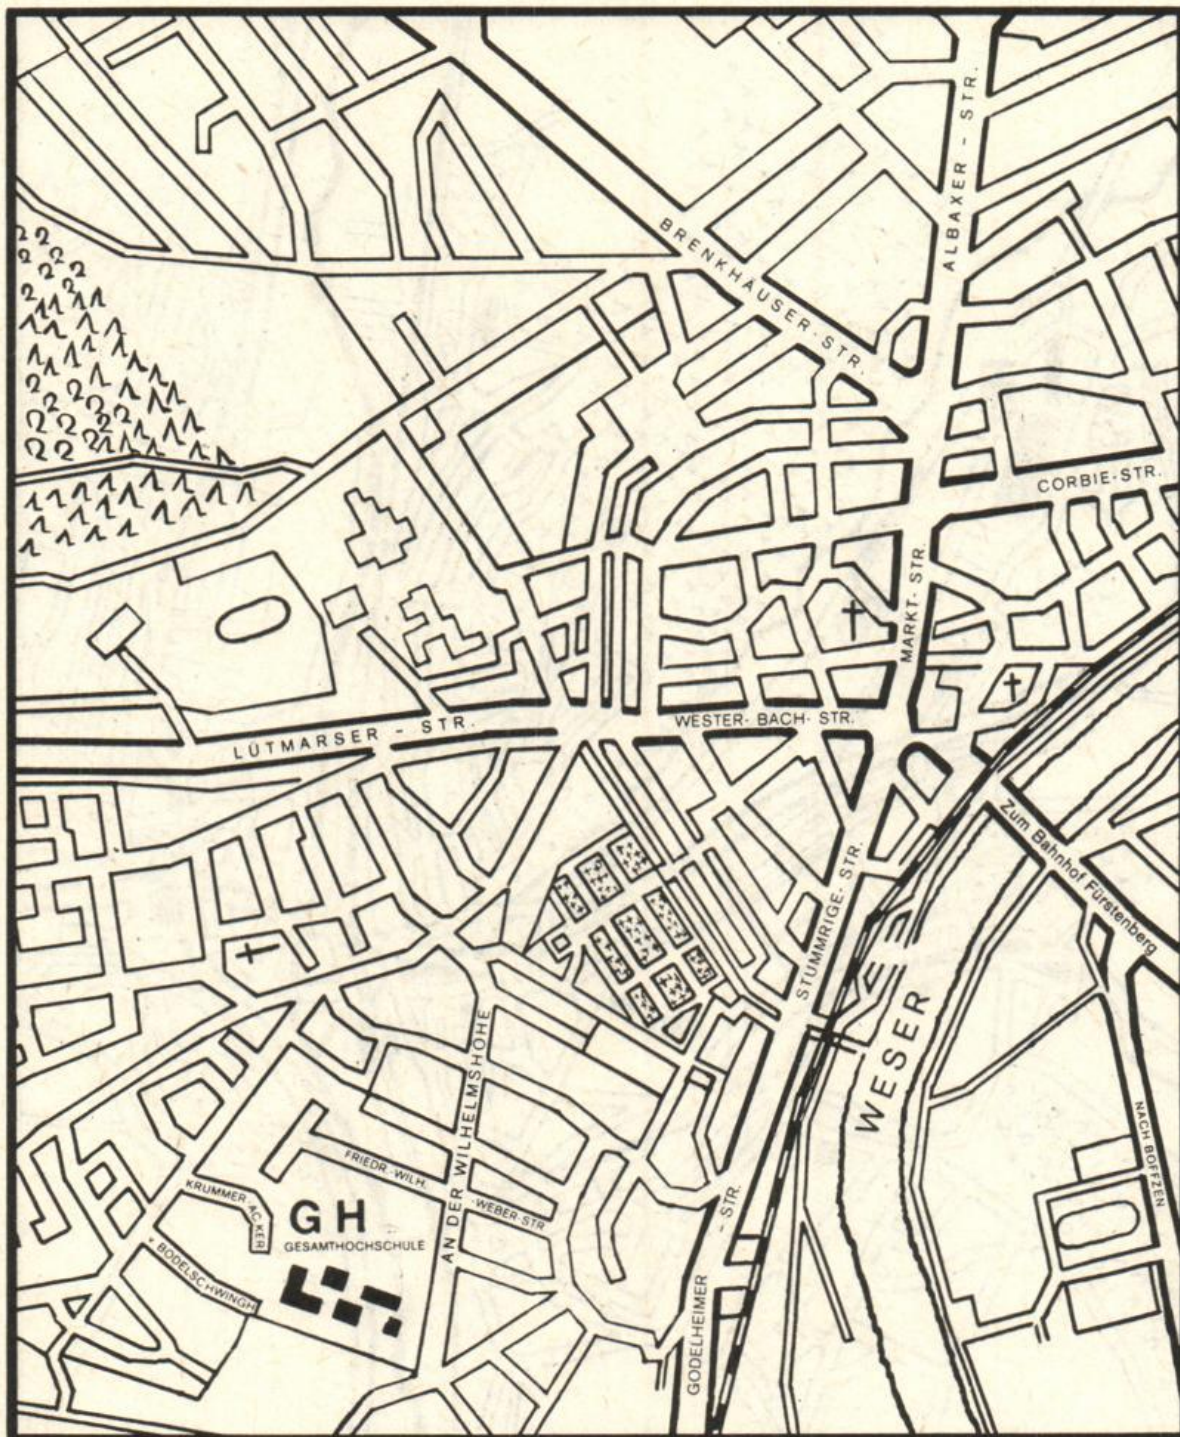 ALBAXER - STR.
BRENKHÄUSER-STR.
CORBIE-STR.
MARKT-STR.
WESTER-BACH-STR.
LÜTMARSER - STR.
Zum Bahnhof Fürstenberg
STUMMRIGE-STR.
WESER
AN DER WILHELMSHÖHE
NACH BOFFZEN
FRIEDR.-WILH.
-WEBER-STR
KRUMMER-ACKER
GH
GESAMTHOCHSCHULE
v. BODELSCHWINGH
GODELHEIMER
- STR.